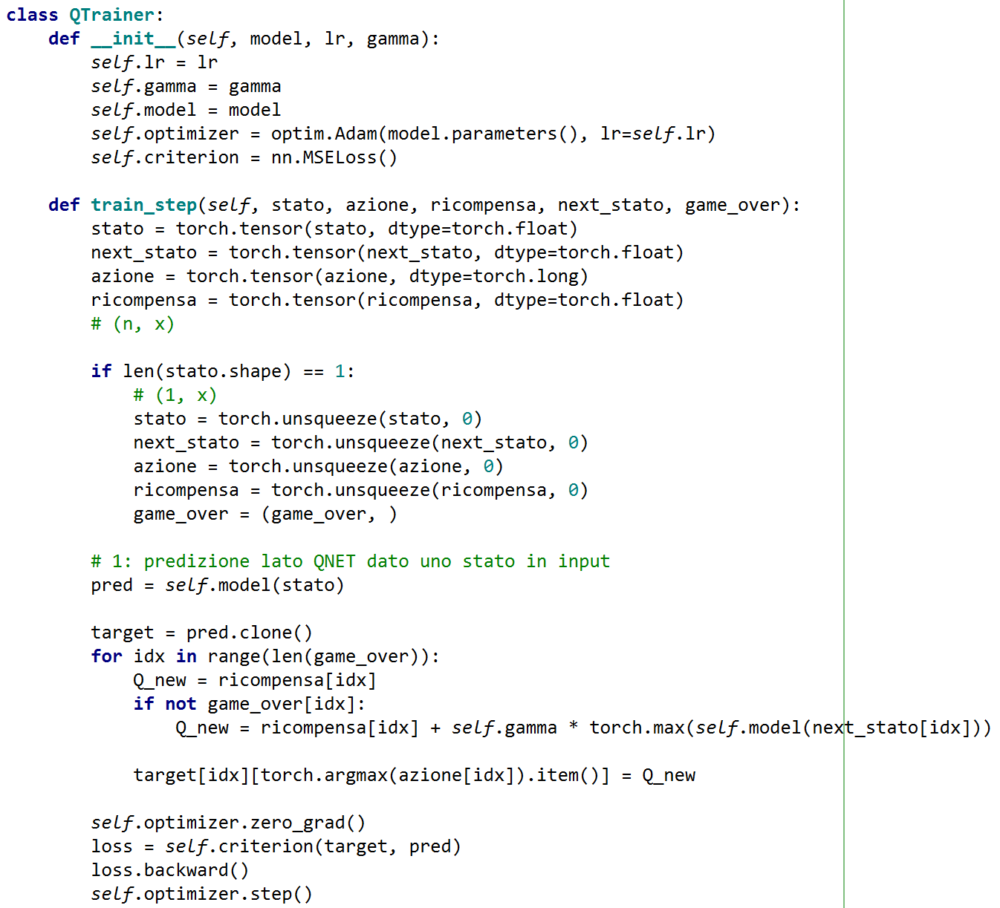 class QTrainer:
    def __init__(self, model, lr, gamma):
        self.lr = lr
        self.gamma = gamma
        self.model = model
        self.optimizer = optim.Adam(model.parameters(), lr=self.lr)
        self.criterion = nn.MSELoss()

    def train_step(self, stato, azione, ricompensa, next_stato, game_over):
        stato = torch.tensor(stato, dtype=torch.float)
        next_stato = torch.tensor(next_stato, dtype=torch.float)
        azione = torch.tensor(azione, dtype=torch.long)
        ricompensa = torch.tensor(ricompensa, dtype=torch.float)
        # (n, x)

        if len(stato.shape) == 1:
            # (1, x)
            stato = torch.unsqueeze(stato, 0)
            next_stato = torch.unsqueeze(next_stato, 0)
            azione = torch.unsqueeze(azione, 0)
            ricompensa = torch.unsqueeze(ricompensa, 0)
            game_over = (game_over, )

        # 1: predizione lato QNET dato uno stato in input
        pred = self.model(stato)

        target = pred.clone()
        for idx in range(len(game_over)):
            Q_new = ricompensa[idx]
            if not game_over[idx]:
                Q_new = ricompensa[idx] + self.gamma * torch.max(self.model(next_stato[idx]))

            target[idx][torch.argmax(azione[idx]).item()] = Q_new

        self.optimizer.zero_grad()
        loss = self.criterion(target, pred)
        loss.backward()
        self.optimizer.step()